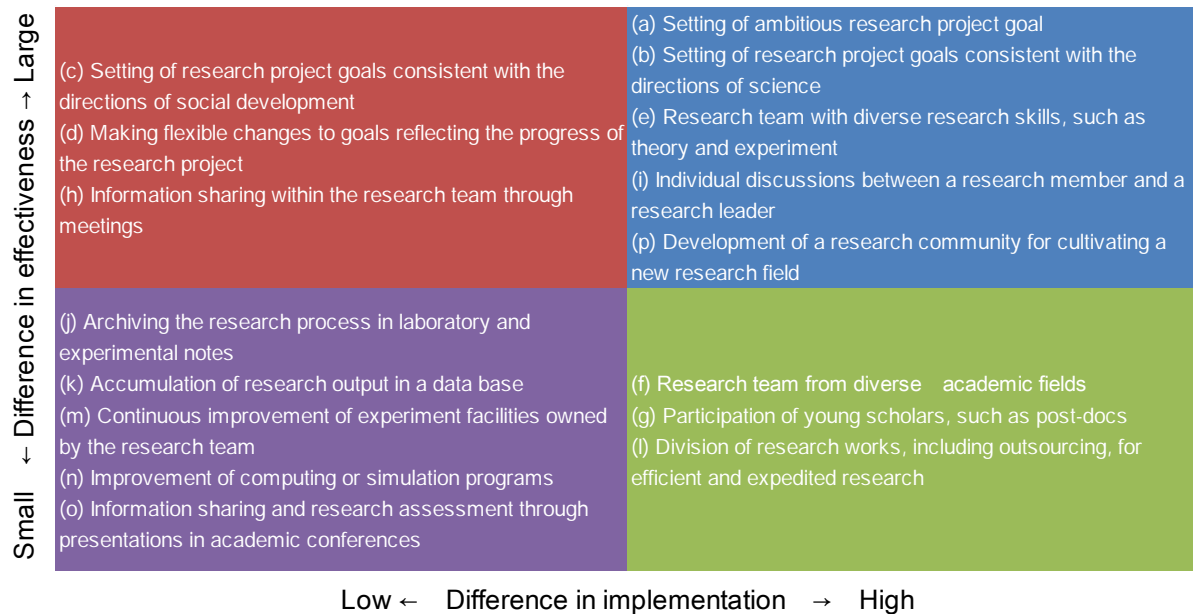 Small ← Difference in effectiveness → Large
(c) Setting of research project goals consistent with the
directions of social development
(d) Making flexible changes to goals reflecting the progress of
the research project
(h) Information sharing within the research team through
meetings
(a) Setting of ambitious research project goal
(b) Setting of research project goals consistent with the
directions of science
(e) Research team with diverse research skills, such as
theory and experiment
(i) Individual discussions between a research member and a
research leader
(p) Development of a research community for cultivating a
new research field
(j) Archiving the research process in laboratory and
experimental notes
(k) Accumulation of research output in a data base
(m) Continuous improvement of experiment facilities owned
by the research team
(n) Improvement of computing or simulation programs
(o) Information sharing and research assessment through
presentations in academic conferences
(f) Research team from diverse academic fields
(g) Participation of young scholars, such as post-docs
(l) Division of research works, including outsourcing, for
efficient and expedited research
Low ← Difference in implementation → High